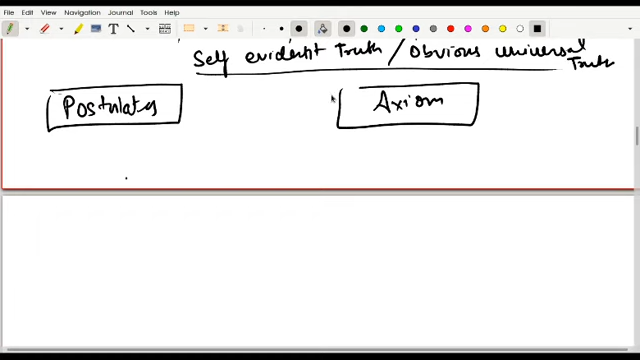 File Edit View Navigation Journal Tools Help
Self evident Truth / Obvious universal Truth
Postulates Axiom